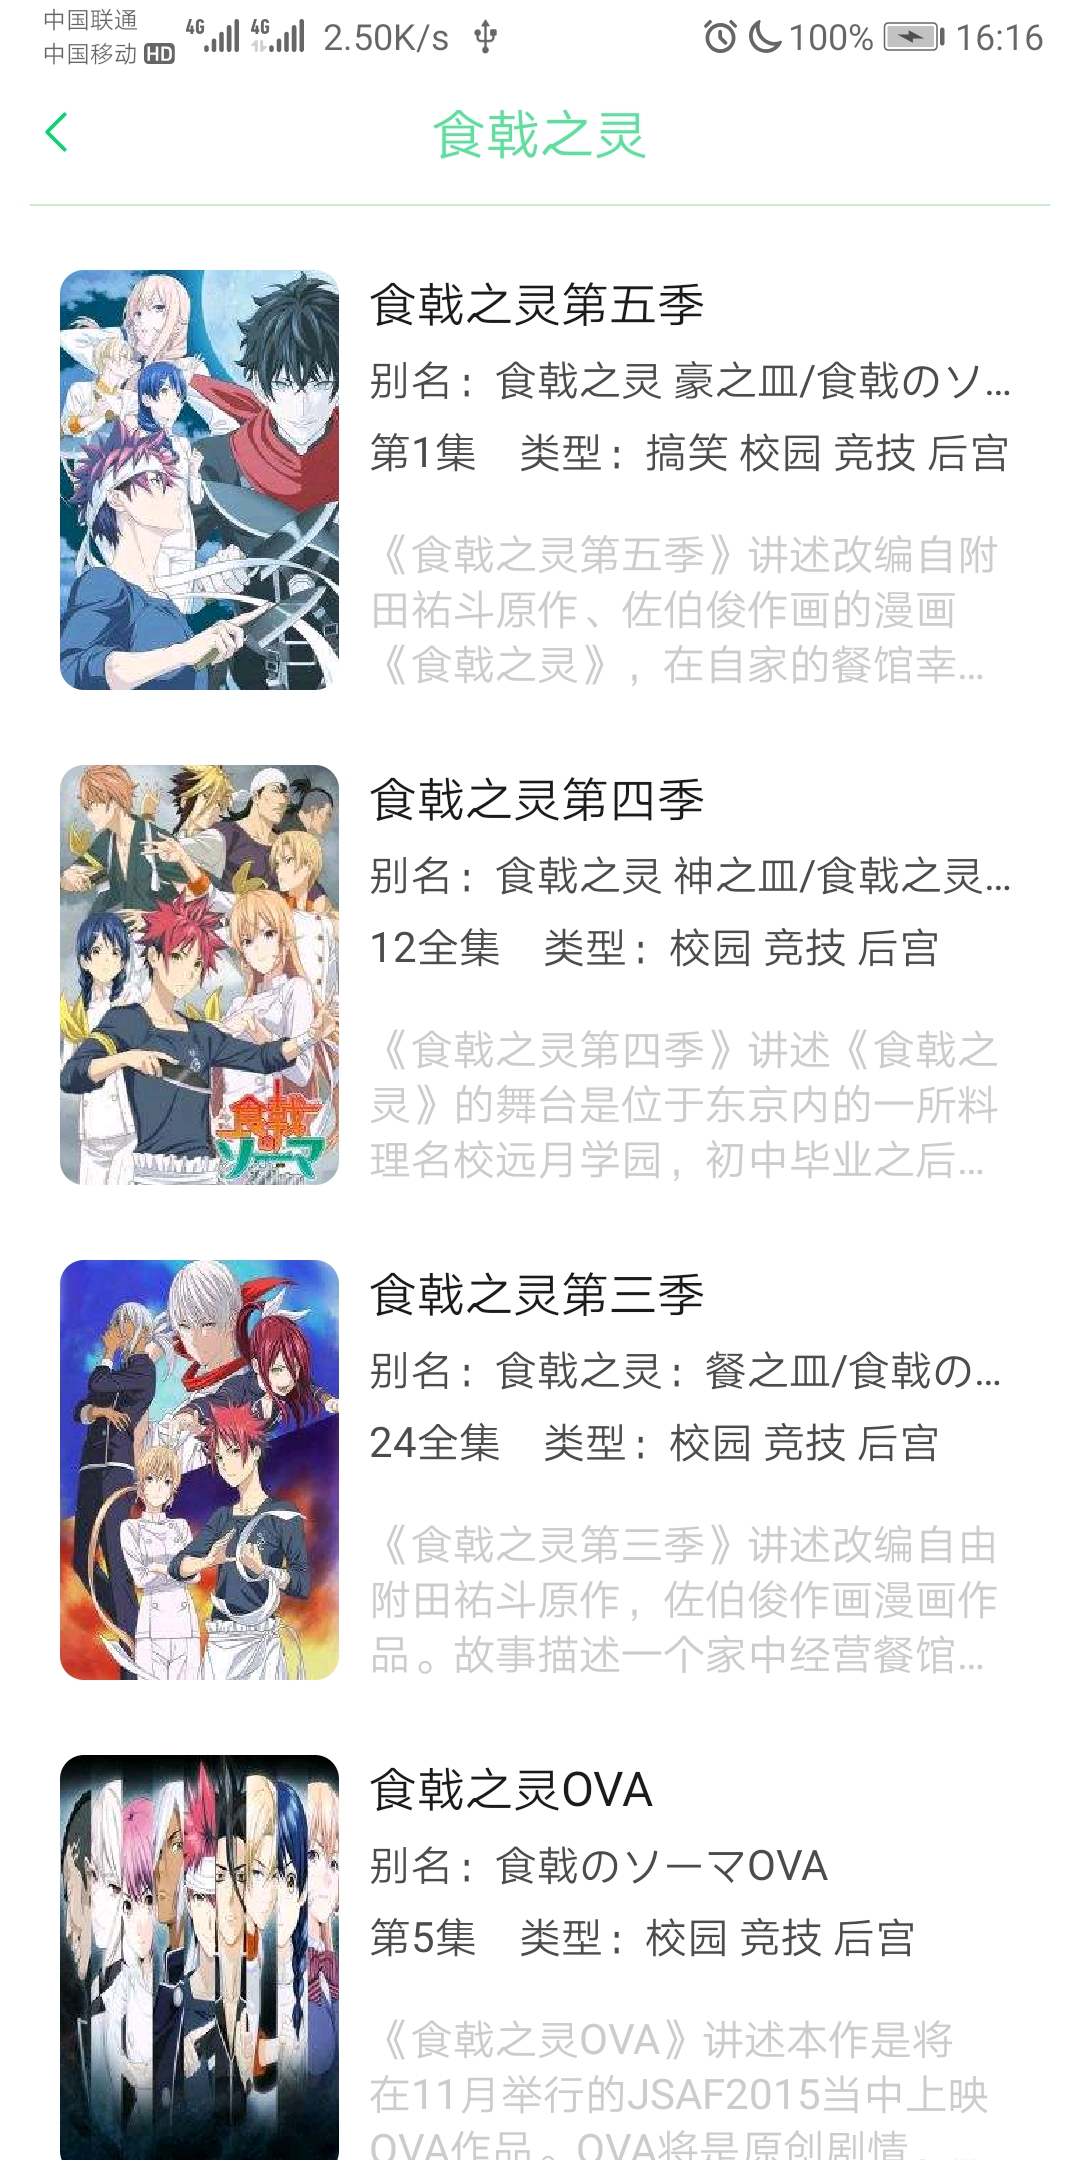 中国联通
中国移动 HD 4G 4G 2.50K/s 100% 16:16
食戟之灵
食戟之灵第五季
别名：食戟之灵 豪之皿/食戟のソ...
第1集 类型：搞笑 校园 竞技 后宫
《食戟之灵第五季》讲述改编自附
田祐斗原作、佐伯俊作画的漫画
《食戟之灵》，在自家的餐馆幸...
食戟之灵第四季
别名：食戟之灵 神之皿/食戟之灵...
12全集 类型：校园 竞技 后宫
《食戟之灵第四季》讲述《食戟之
灵》的舞台是位于东京内的一所料
理名校远月学园，初中毕业之后...
食戟の
ソーマ
食戟之灵第三季
别名：食戟之灵：餐之皿/食戟の...
24全集 类型：校园 竞技 后宫
《食戟之灵第三季》讲述改编自由
附田祐斗原作，佐伯俊作画漫画作
品。故事描述一个家中经营餐馆...
食戟之灵OVA
别名：食戟のソーマOVA
第5集 类型：校园 竞技 后宫
《食戟之灵OVA》讲述本作是将
在11月举行的JSAF2015当中上映
OVA作品。OVA将是原创剧情，...